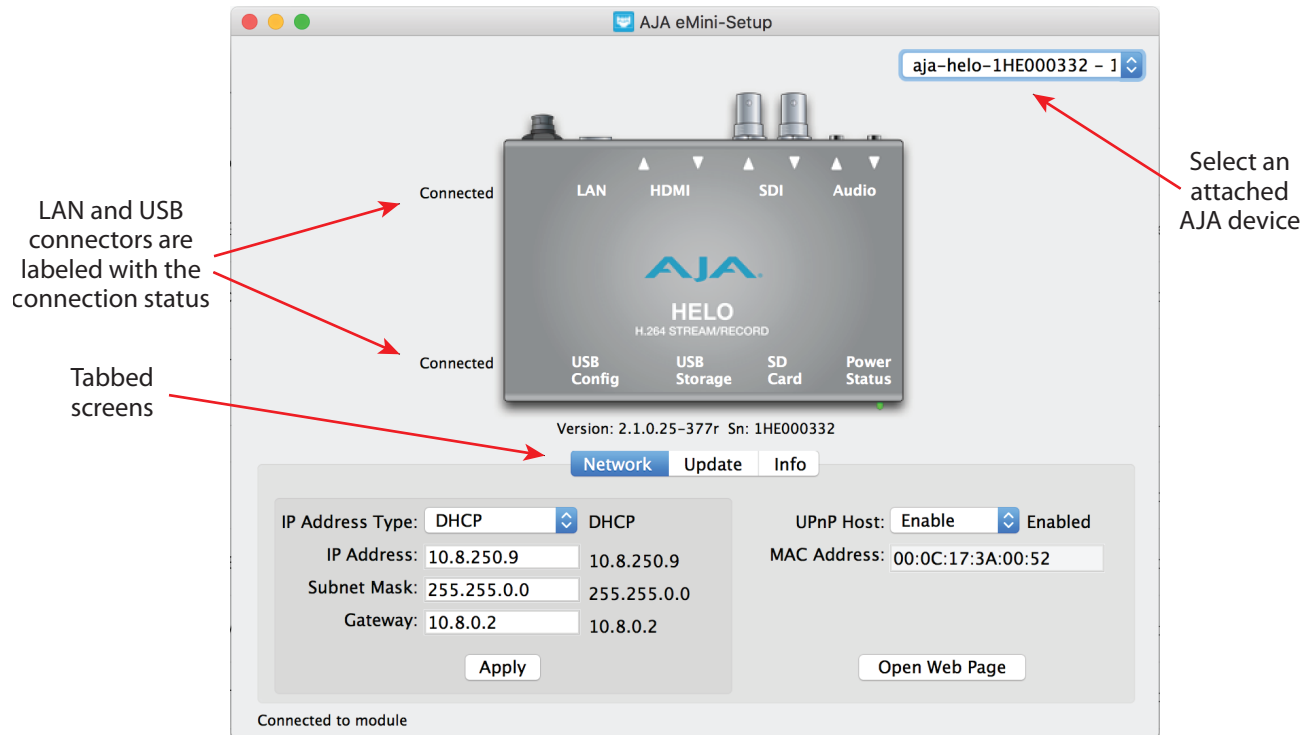 AJA eMini-Setup
aja-helo-1HE000332 – 1
Select an
attached
AJA device
LAN and USB
connectors are
labeled with the
connection status
Connected
LAN
HDMI
SDI
Audio
AJA
HELO
H.264 STREAM/RECORD
Connected
USB
Config
USB
Storage
SD
Card
Power
Status
Tabbed
screens
Version: 2.1.0.25-377r Sn: 1HE000332
Network Update Info
IP Address Type: DHCP DHCP
IP Address: 10.8.250.9 10.8.250.9
Subnet Mask: 255.255.0.0 255.255.0.0
Gateway: 10.8.0.2 10.8.0.2
Apply
UPnP Host: Enable Enabled
MAC Address: 00:0C:17:3A:00:52
Open Web Page
Connected to module